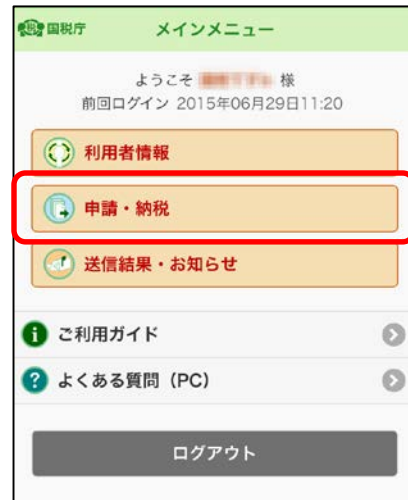 国税庁 メインメニュー
ようこそ 様
前回ログイン 2015年06月29日11:20
利用者情報
申請・納税
送信結果・お知らせ
ご利用ガイド
よくある質問（PC）
ログアウト